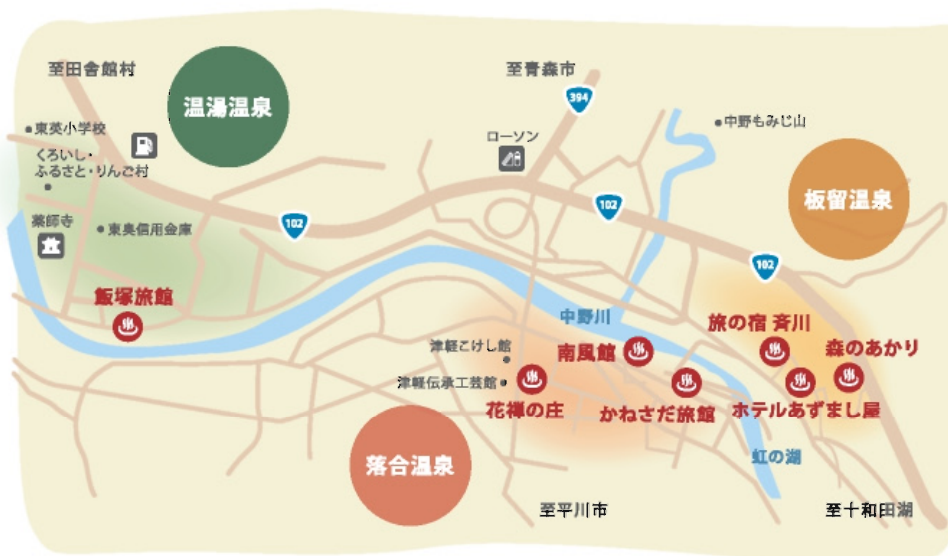 至田舎館村
温湯温泉
至青森市
394
東英小学校
ローソン
中野もみじ山
くろいし・
ふるさと・りんご村
102
板留温泉
薬師寺
東奥信用金庫
102
102
飯塚旅館
中野川
旅の宿 斉川
津軽こけし館
南風館
森のあかり
津軽伝承工芸館
花禅の庄
かねさだ旅館
ホテルあずまし屋
落合温泉
虹の湖
至平川市
至十和田湖